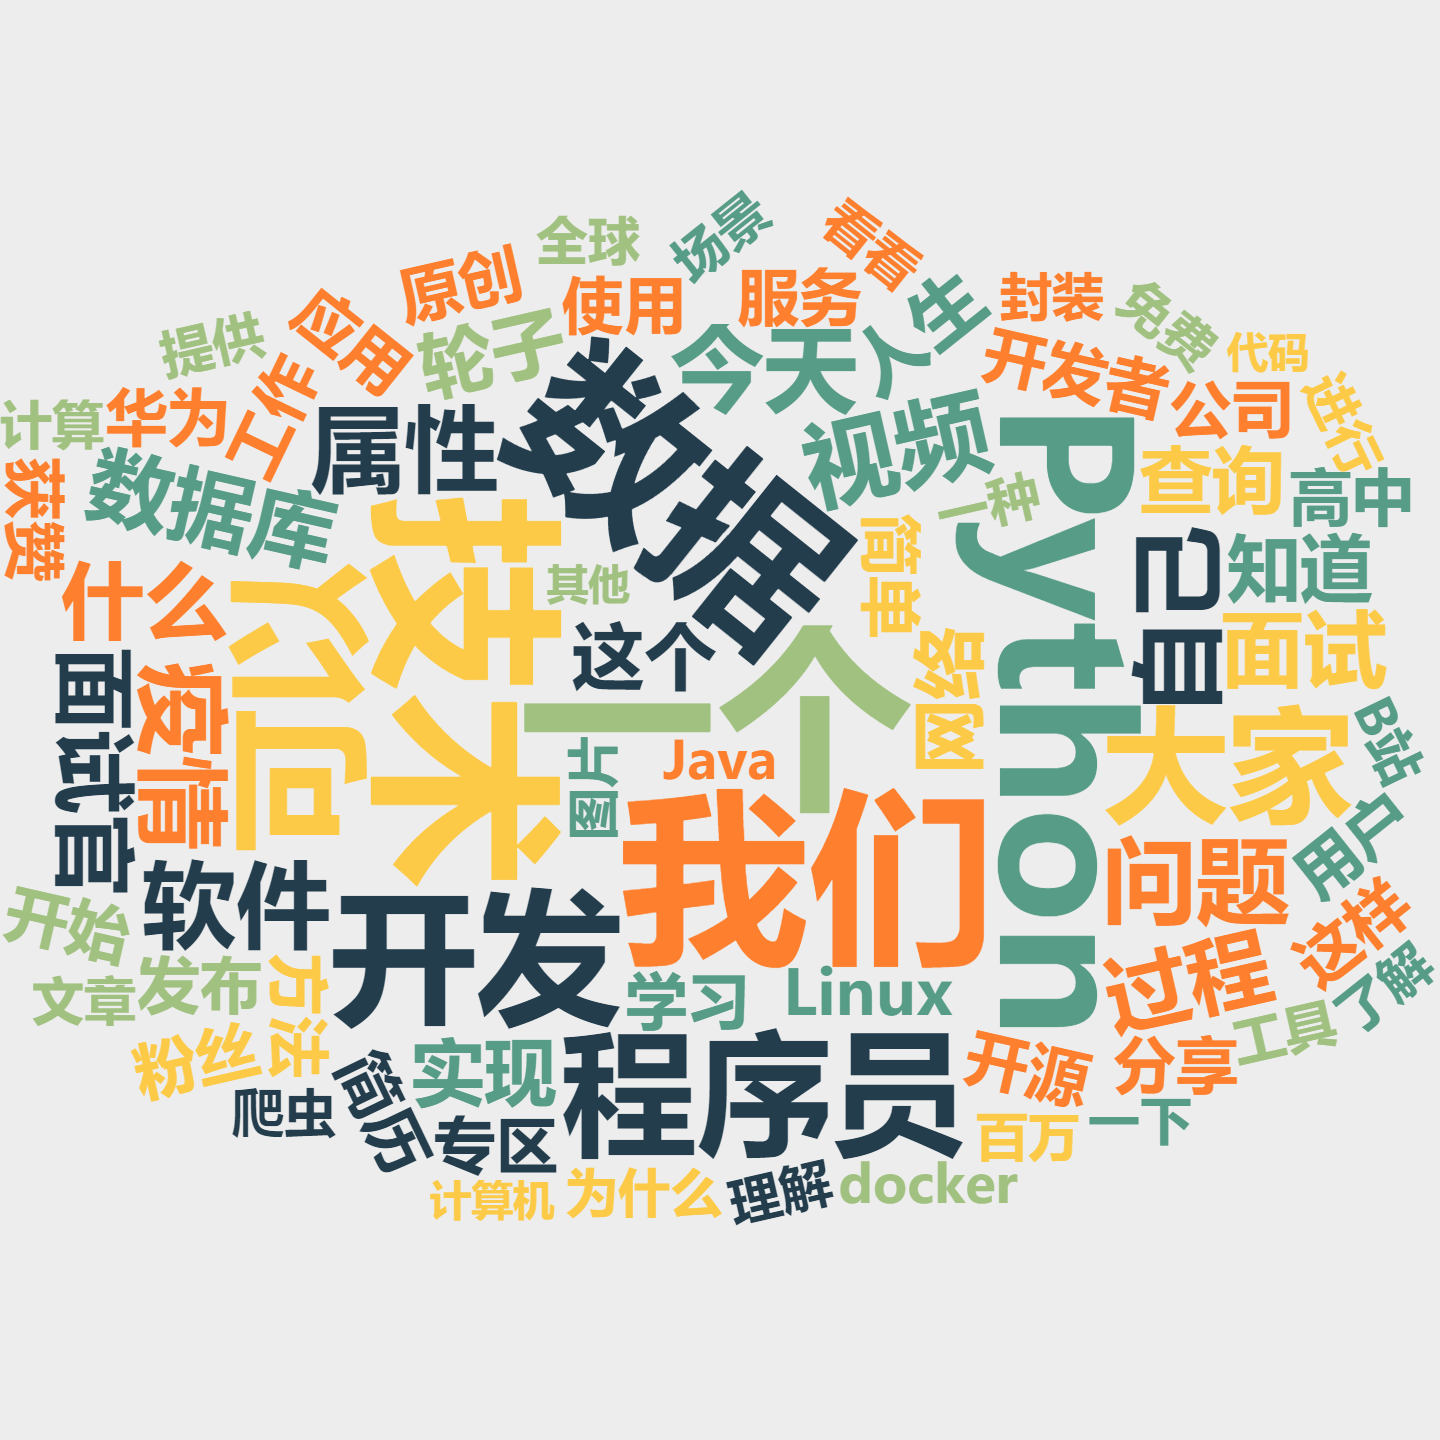 全球
场景
看看
原创
使用
服务
人生
封装
免费
提供
应用
轮子
今天
开发者
代码
计算
华为
工作
属性
数据
视频
公司
进行
获赞
数据库
技术
一种
Python
查询
高中
什么
您回
其他
简单
自己
知道
这个
一个
网络
面试
面试官
疫情
图片
Java
大家
B站
我们
用户
软件
开发
问题
开始
这样
文章
发布
方法
学习
Linux
过程
了解
粉丝
实现
程序员
开源
分享
工具
爬虫
简历
专区
百万
一下
计算机
为什么
理解
docker